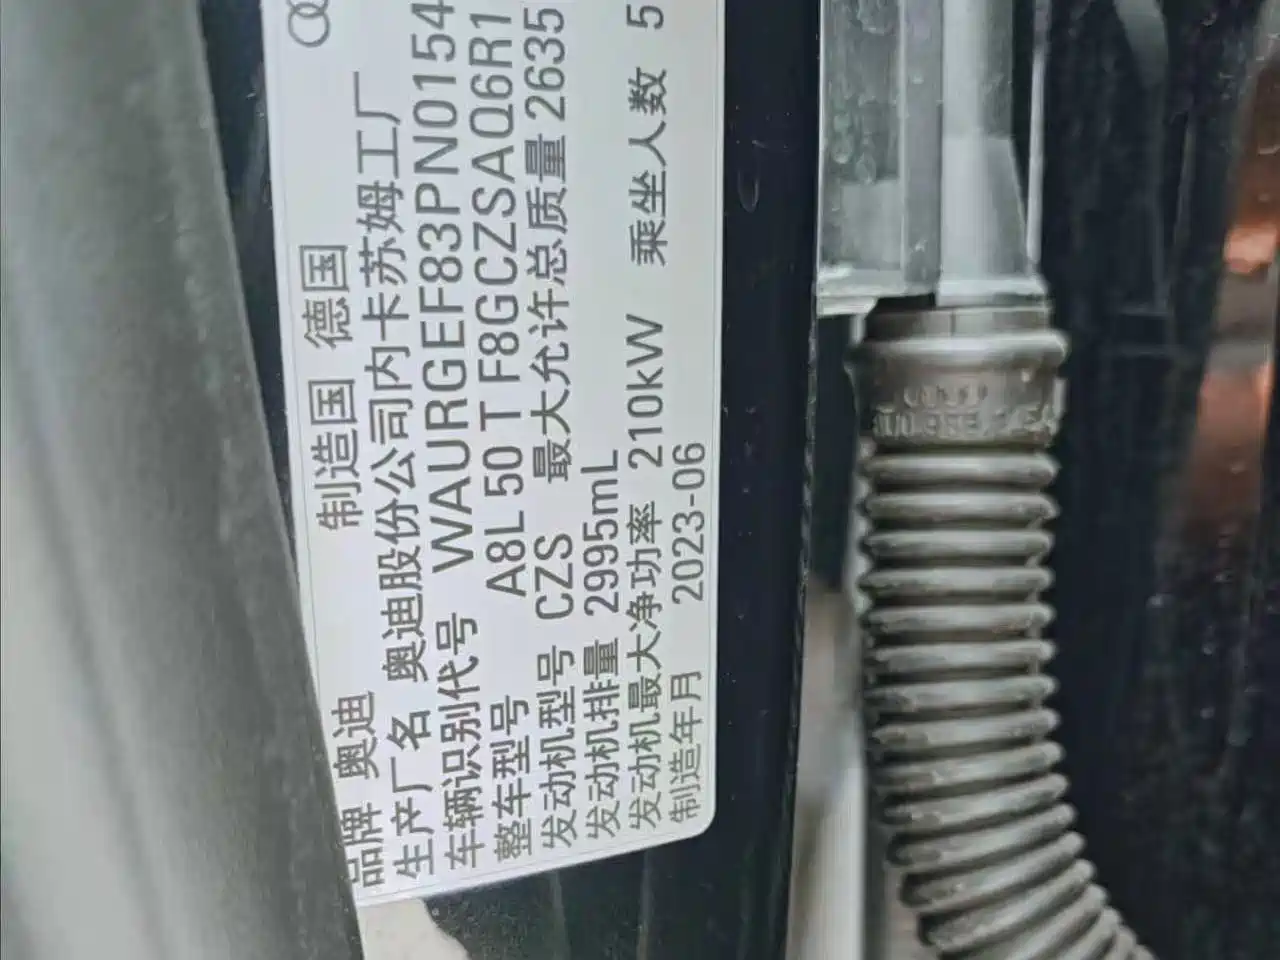 品牌 奥迪 制造国 德国
生产厂名 奥迪股份公司内卡苏姆工厂
车辆识别代号 WAURGEF83PN0154
整车型号 A8L 50 T F8GCZSAQ6R1
发动机型号 CZS 最大允许总质量 2635
发动机排量 2995mL
发动机最大净功率 210kW 乘坐人数 5
制造年月 2023-06